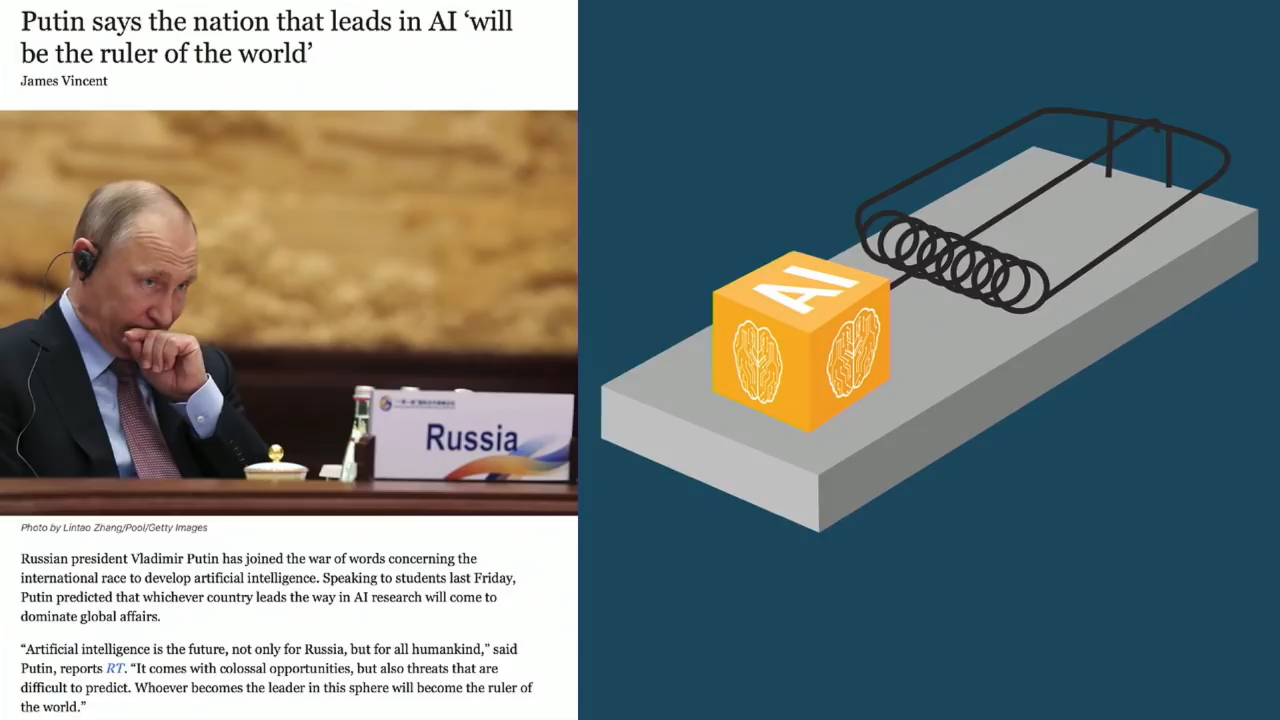 Putin says the nation that leads in AI ‘will
be the ruler of the world’
James Vincent
Russia
Photo by Lintao Zhang/Pool/Getty Images
Russian president Vladimir Putin has joined the war of words concerning the
international race to develop artificial intelligence. Speaking to students last Friday,
Putin predicted that whichever country leads the way in AI research will come to
dominate global affairs.
“Artificial intelligence is the future, not only for Russia, but for all humankind,” said
Putin, reports RT. “It comes with colossal opportunities, but also threats that are
difficult to predict. Whoever becomes the leader in this sphere will become the ruler of
the world.”
AI